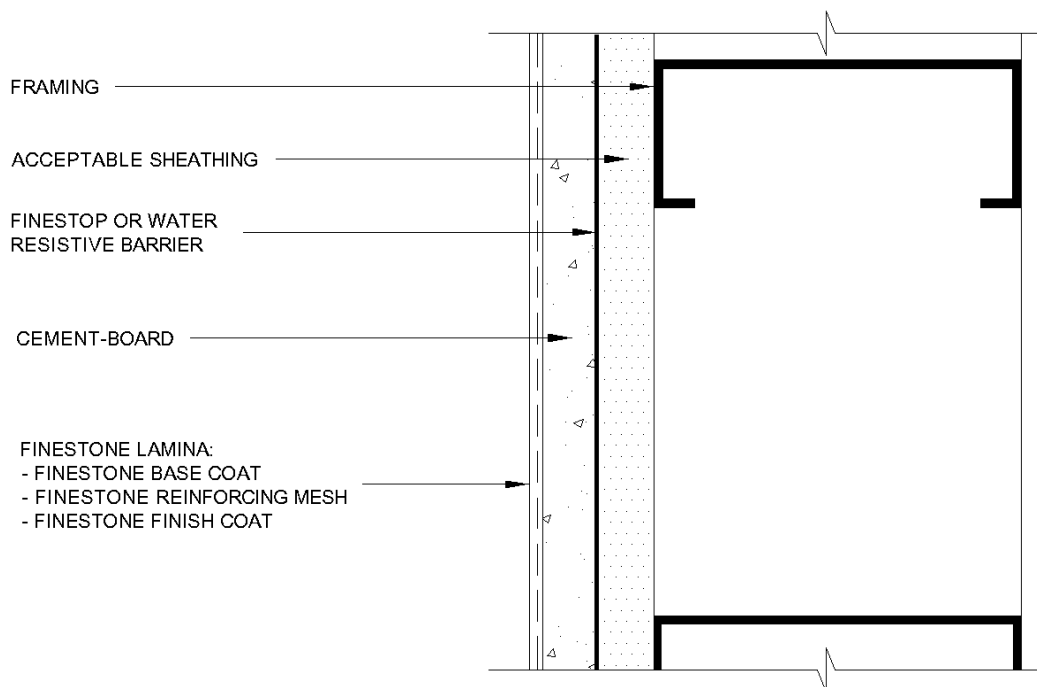 FRAMING
ACCEPTABLE SHEATHING
FINESTOP OR WATER
RESISTIVE BARRIER
CEMENT-BOARD
FINESTONE LAMINA:
- FINESTONE BASE COAT
- FINESTONE REINFORCING MESH
- FINESTONE FINISH COAT